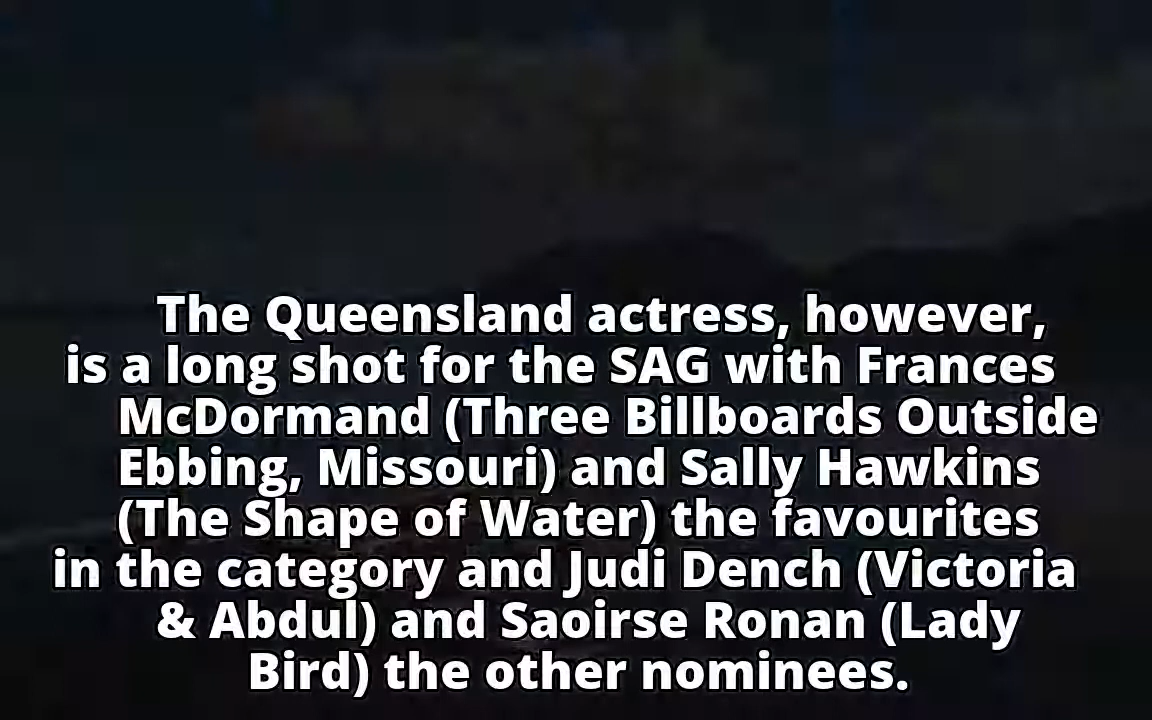 The Queensland actress, however,
is a long shot for the SAG with Frances
McDormand (Three Billboards Outside
Ebbing, Missouri) and Sally Hawkins
(The Shape of Water) the favourites
in the category and Judi Dench (Victoria
& Abdul) and Saoirse Ronan (Lady
Bird) the other nominees.